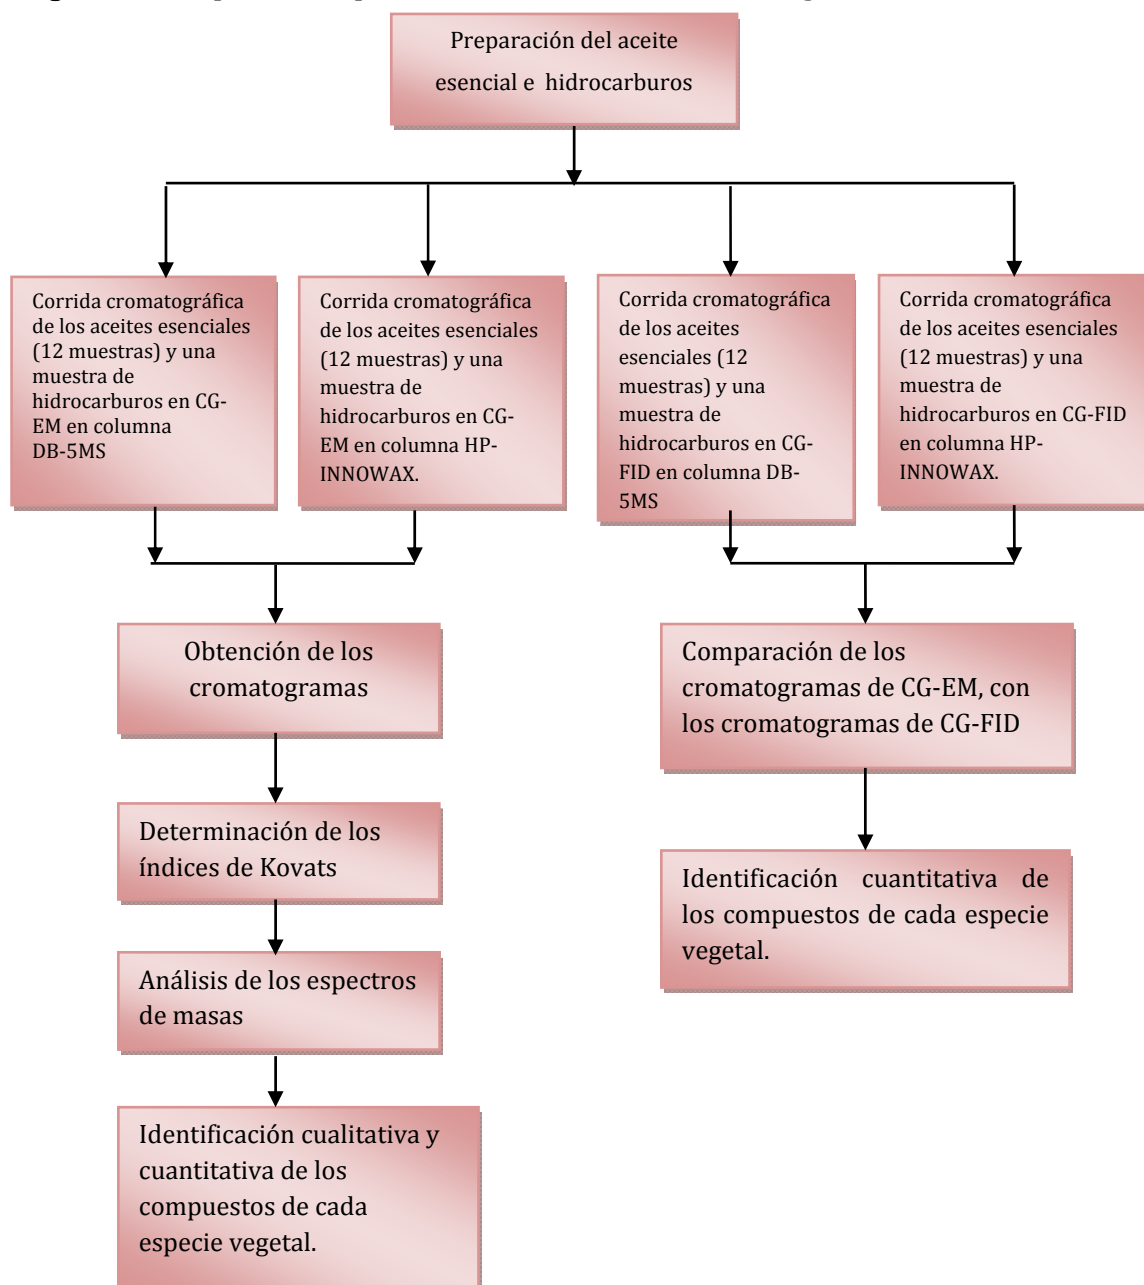 Preparación del aceite
esencial e hidrocarburos
Corrida cromatográfica
de los aceites esenciales
(12 muestras) y una
muestra de
hidrocarburos en CG-
EM en columna
DB-5MS
Corrida cromatográfica
de los aceites esenciales
(12 muestras) y una
muestra de
hidrocarburos en CG-
EM en columna HP-
INNOWAX.
Corrida cromatográfica
de los aceites
esenciales (12
muestras) y una
muestra de
hidrocarburos en CG-
FID en columna DB-
5MS
Corrida cromatográfica
de los aceites esenciales
(12 muestras) y una
muestra de
hidrocarburos en CG-FID
en columna HP-
INNOWAX.
Obtención de los
cromatogramas
Determinación de los
índices de Kovats
Análisis de los espectros
de masas
Identificación cualitativa y
cuantitativa de los
compuestos de cada
especie vegetal.
Comparación de los
cromatogramas de CG-EM, con
los cromatogramas de CG-FID
Identificación cuantitativa de
los compuestos de cada especie
vegetal.